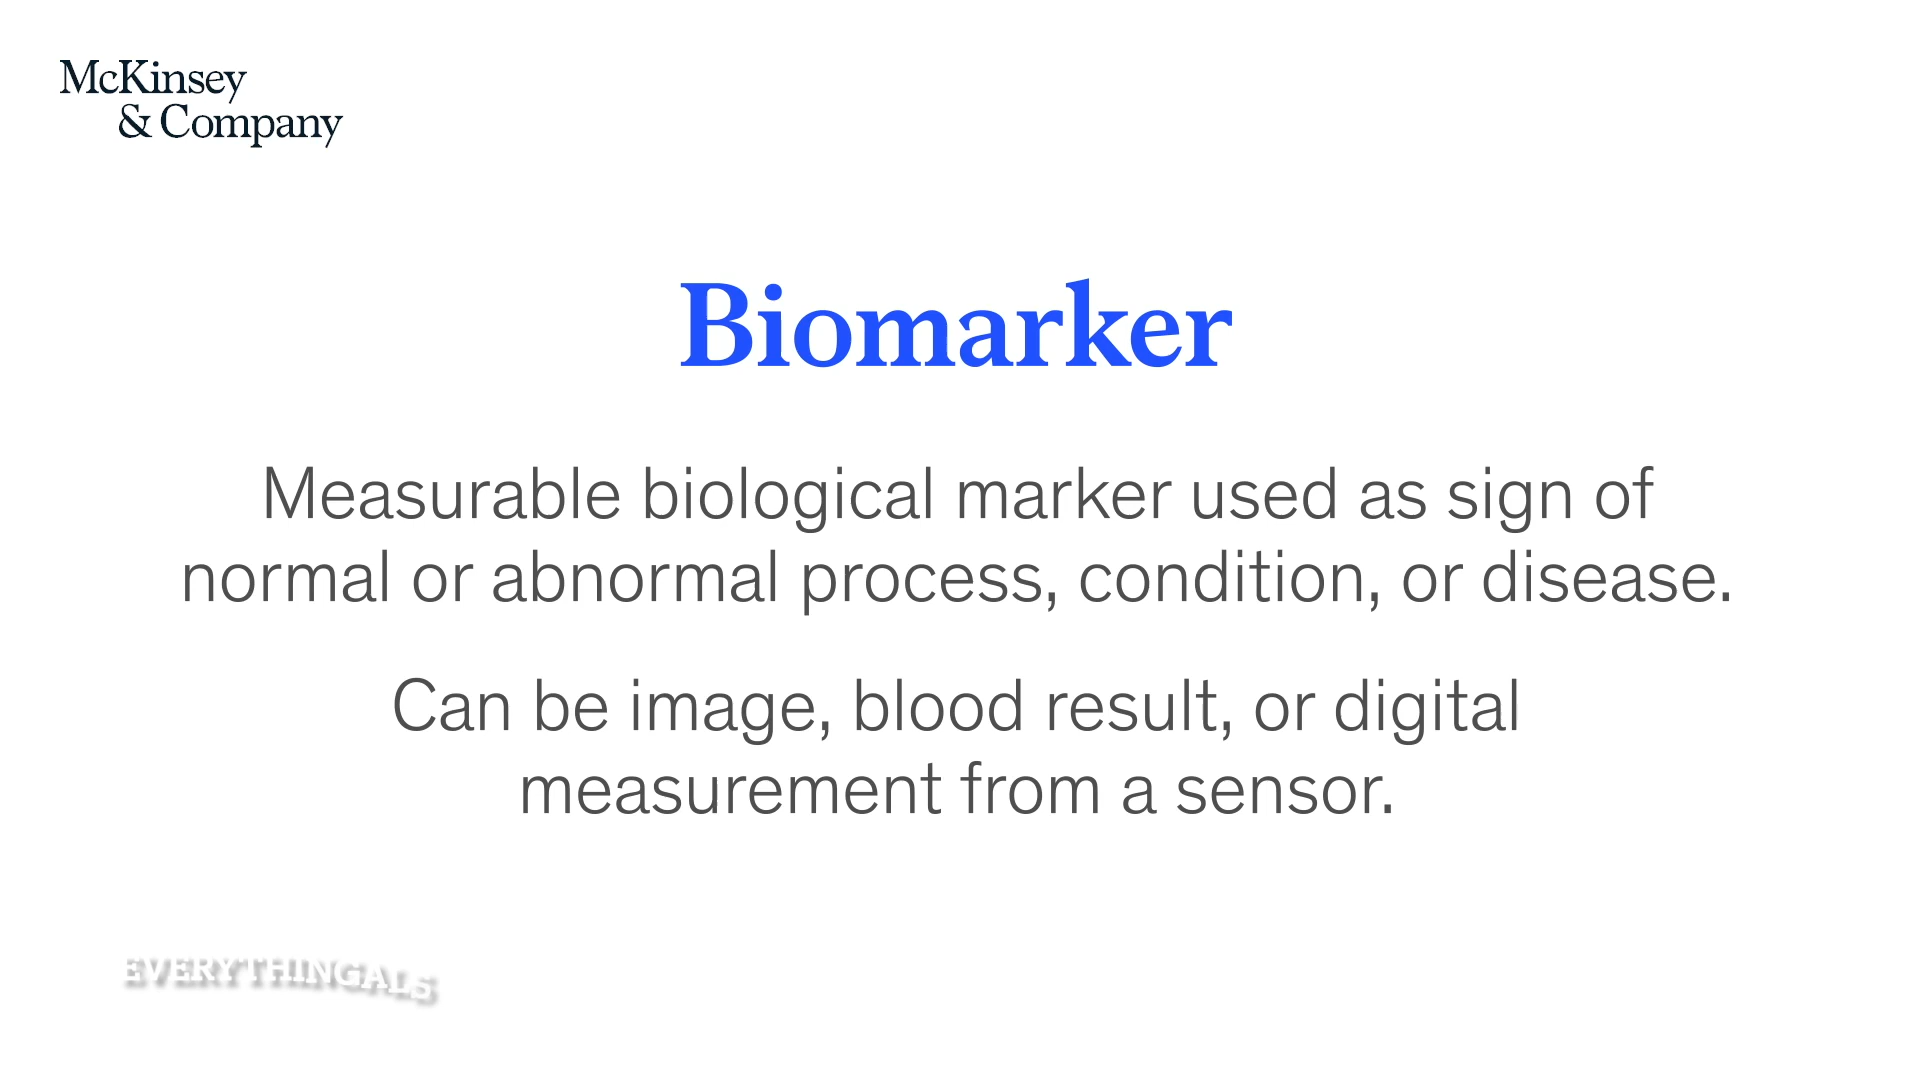 McKinsey
& Company
Biomarker
Measurable biological marker used as sign of
normal or abnormal process, condition, or disease.
Can be image, blood result, or digital
measurement from a sensor.
EVERYTHINGALS